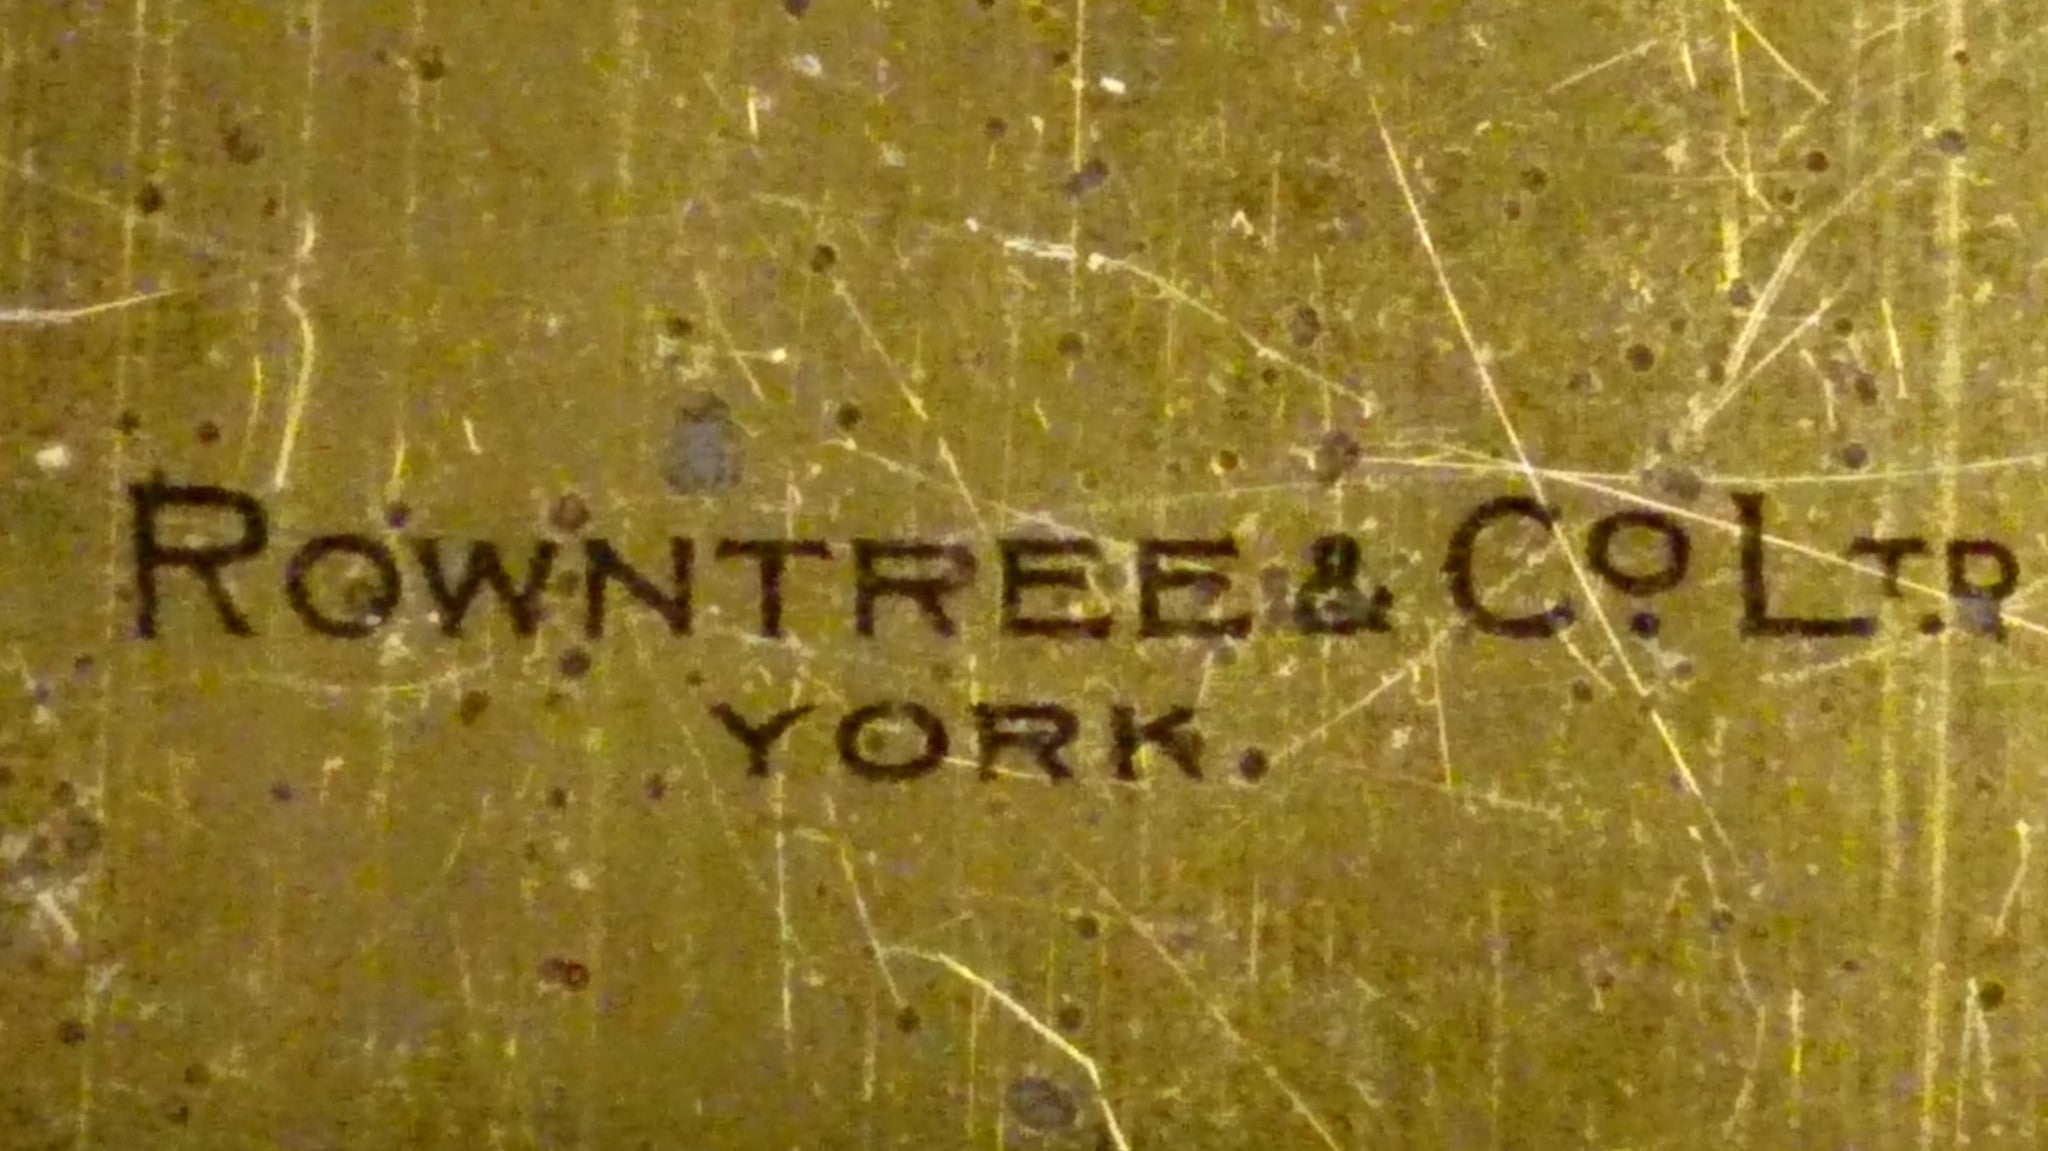 ROWNTREE & Co. LTD
YORK.